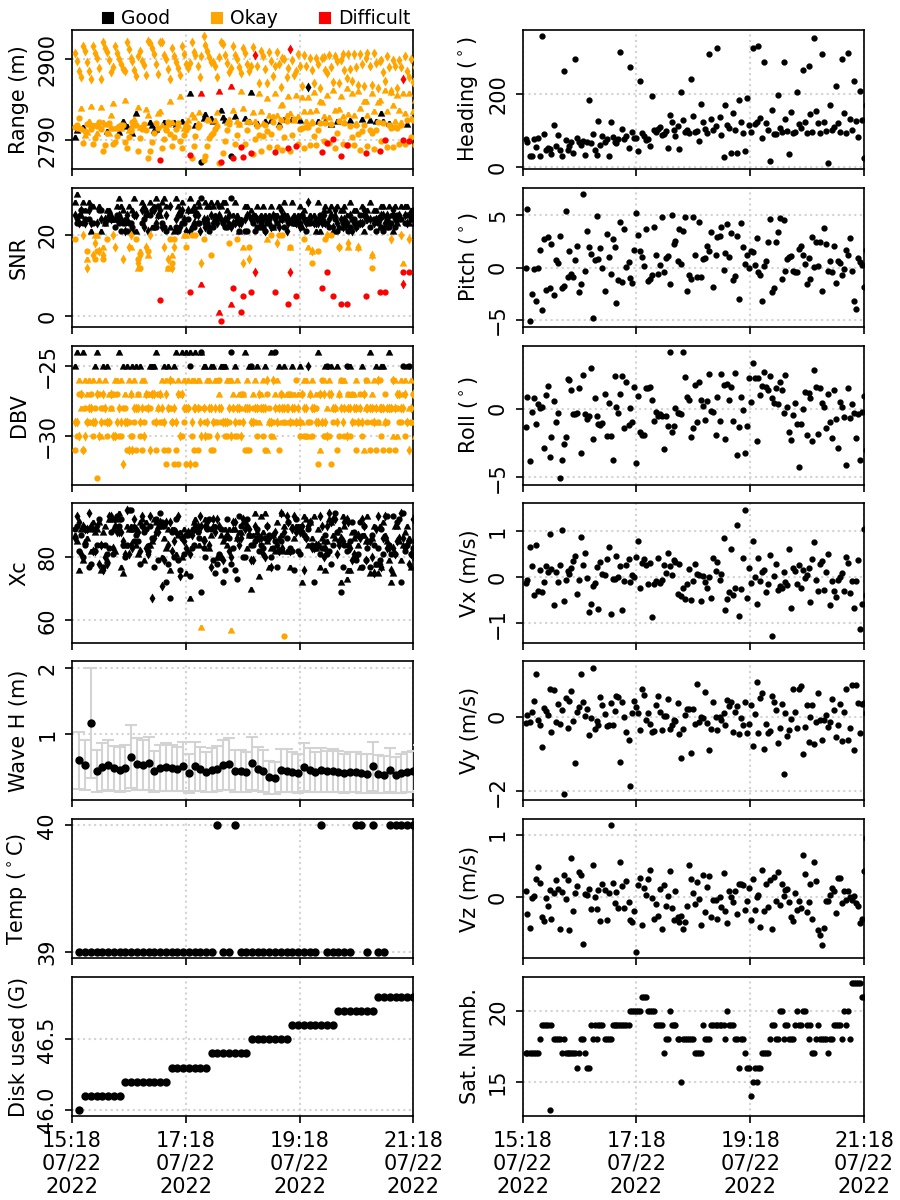 Good Okay Difficult
Range (m)
2900
2790
Heading (°)
200
0
SNR
20
0
Pitch (°)
5
0
−5
DBV
−25
−30
Roll (°)
0
−5
Xc
80
60
Vx (m/s)
1
0
−1
Wave H (m)
2
1
Vy (m/s)
0
−2
Temp (°C)
40
39
Vz (m/s)
1
0
Disk used (G)
46.5
46.0
Sat. Numb.
20
15
15:18 17:18 19:18 21:18
07/22 07/22 07/22 07/22
2022 2022 2022 2022
15:18 17:18 19:18 21:18
07/22 07/22 07/22 07/22
2022 2022 2022 2022